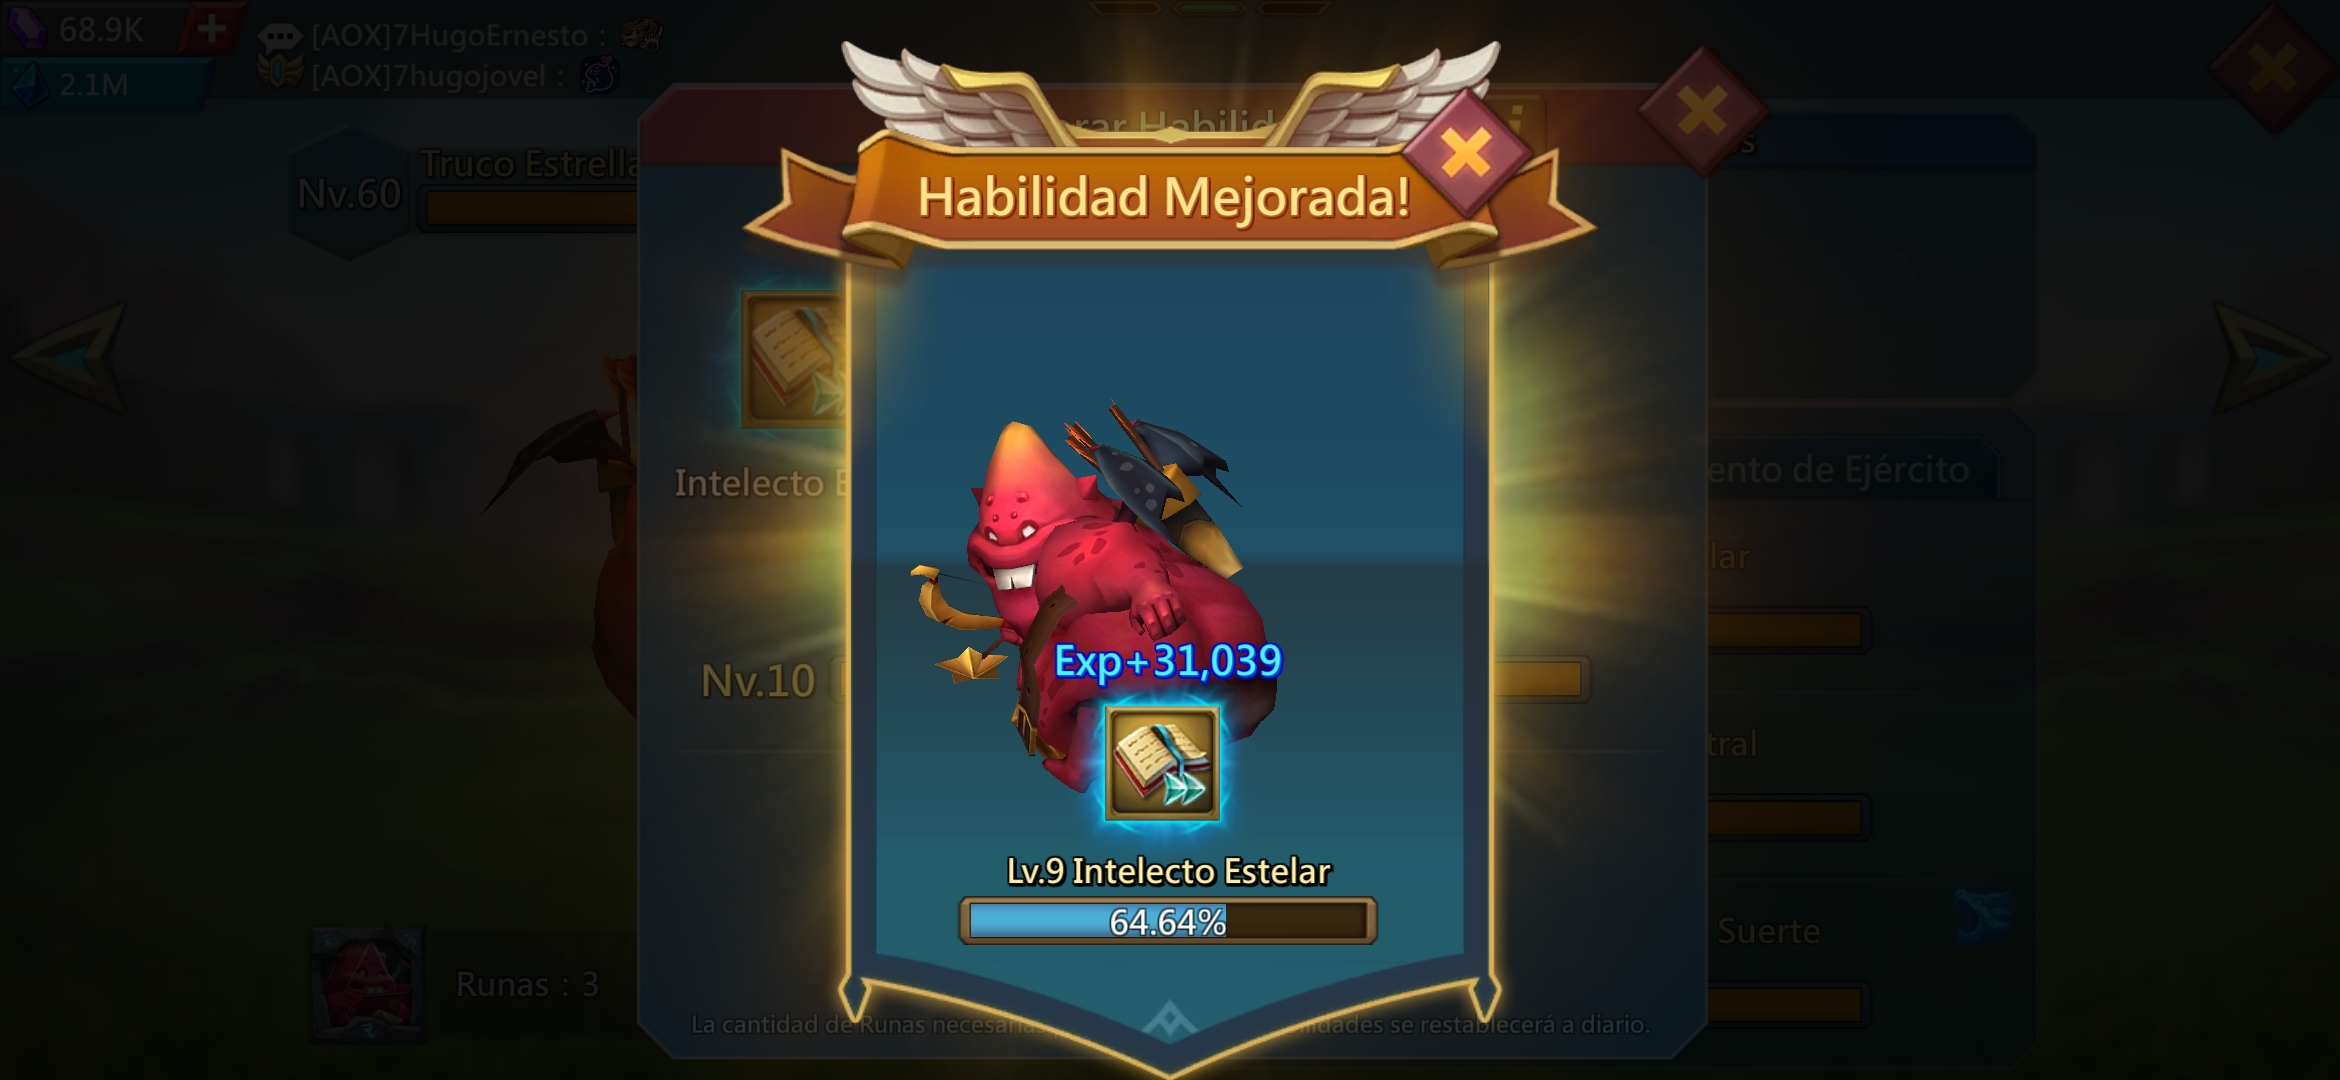 68.9K
[AOX]7HugoErnesto :
2.1M
[AOX]7hugojovel :
Nv.60
Truco Estrella
Habilidad Mejorada!
Intelecto
ento de Ejército
lar
Exp+31,039
Nv.10
tral
Lv.9 Intelecto Estelar
64.64%
Suerte
Runas : 3
La cantidad de Runas necesarias se restablecerá a diario.